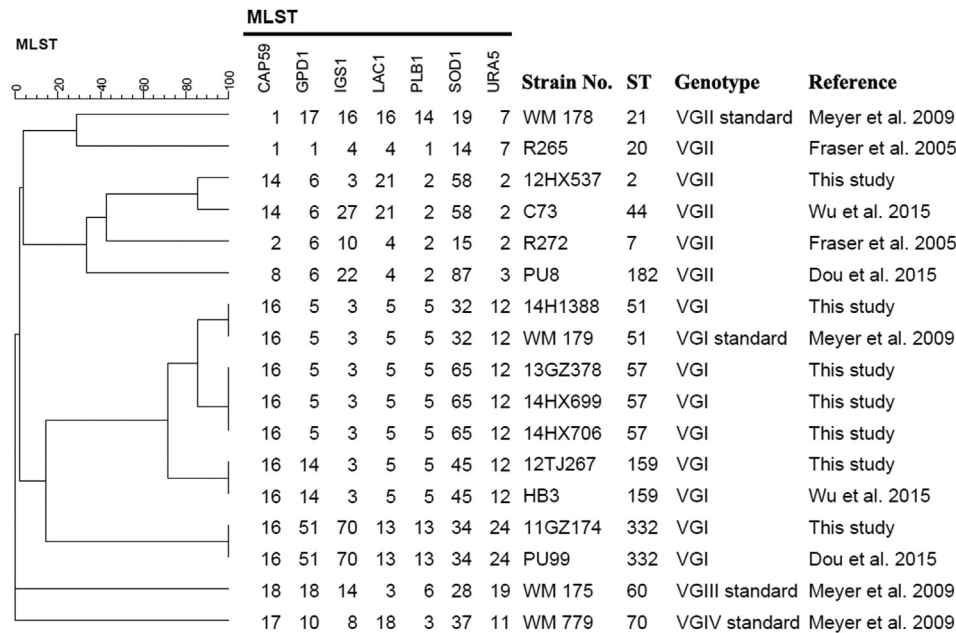 MLST
MLST
0 20 40 60 80 100
CAP59 GPD1 IGS1 LAC1 PLB1 SOD1 URA5 Strain No. ST Genotype Reference
1 17 16 16 14 19 7 WM 178 21 VGII standard Meyer et al. 2009
1 1 4 4 1 14 7 R265 20 VGII Fraser et al. 2005
14 6 3 21 2 58 2 12HX537 2 VGII This study
14 6 27 21 2 58 2 C73 44 VGII Wu et al. 2015
2 6 10 4 2 15 2 R272 7 VGII Fraser et al. 2005
8 6 22 4 2 87 3 PU8 182 VGII Dou et al. 2015
16 5 3 5 5 32 12 14H1388 51 VGI This study
16 5 3 5 5 32 12 WM 179 51 VGI standard Meyer et al. 2009
16 5 3 5 5 65 12 13GZ378 57 VGI This study
16 5 3 5 5 65 12 14HX699 57 VGI This study
16 5 3 5 5 65 12 14HX706 57 VGI This study
16 14 3 5 5 45 12 12TJ267 159 VGI This study
16 14 3 5 5 45 12 HB3 159 VGI Wu et al. 2015
16 51 70 13 13 34 24 11GZ174 332 VGI This study
16 51 70 13 13 34 24 PU99 332 VGI Dou et al. 2015
18 18 14 3 6 28 19 WM 175 60 VGIII standard Meyer et al. 2009
17 10 8 18 3 37 11 WM 779 70 VGIV standard Meyer et al. 2009